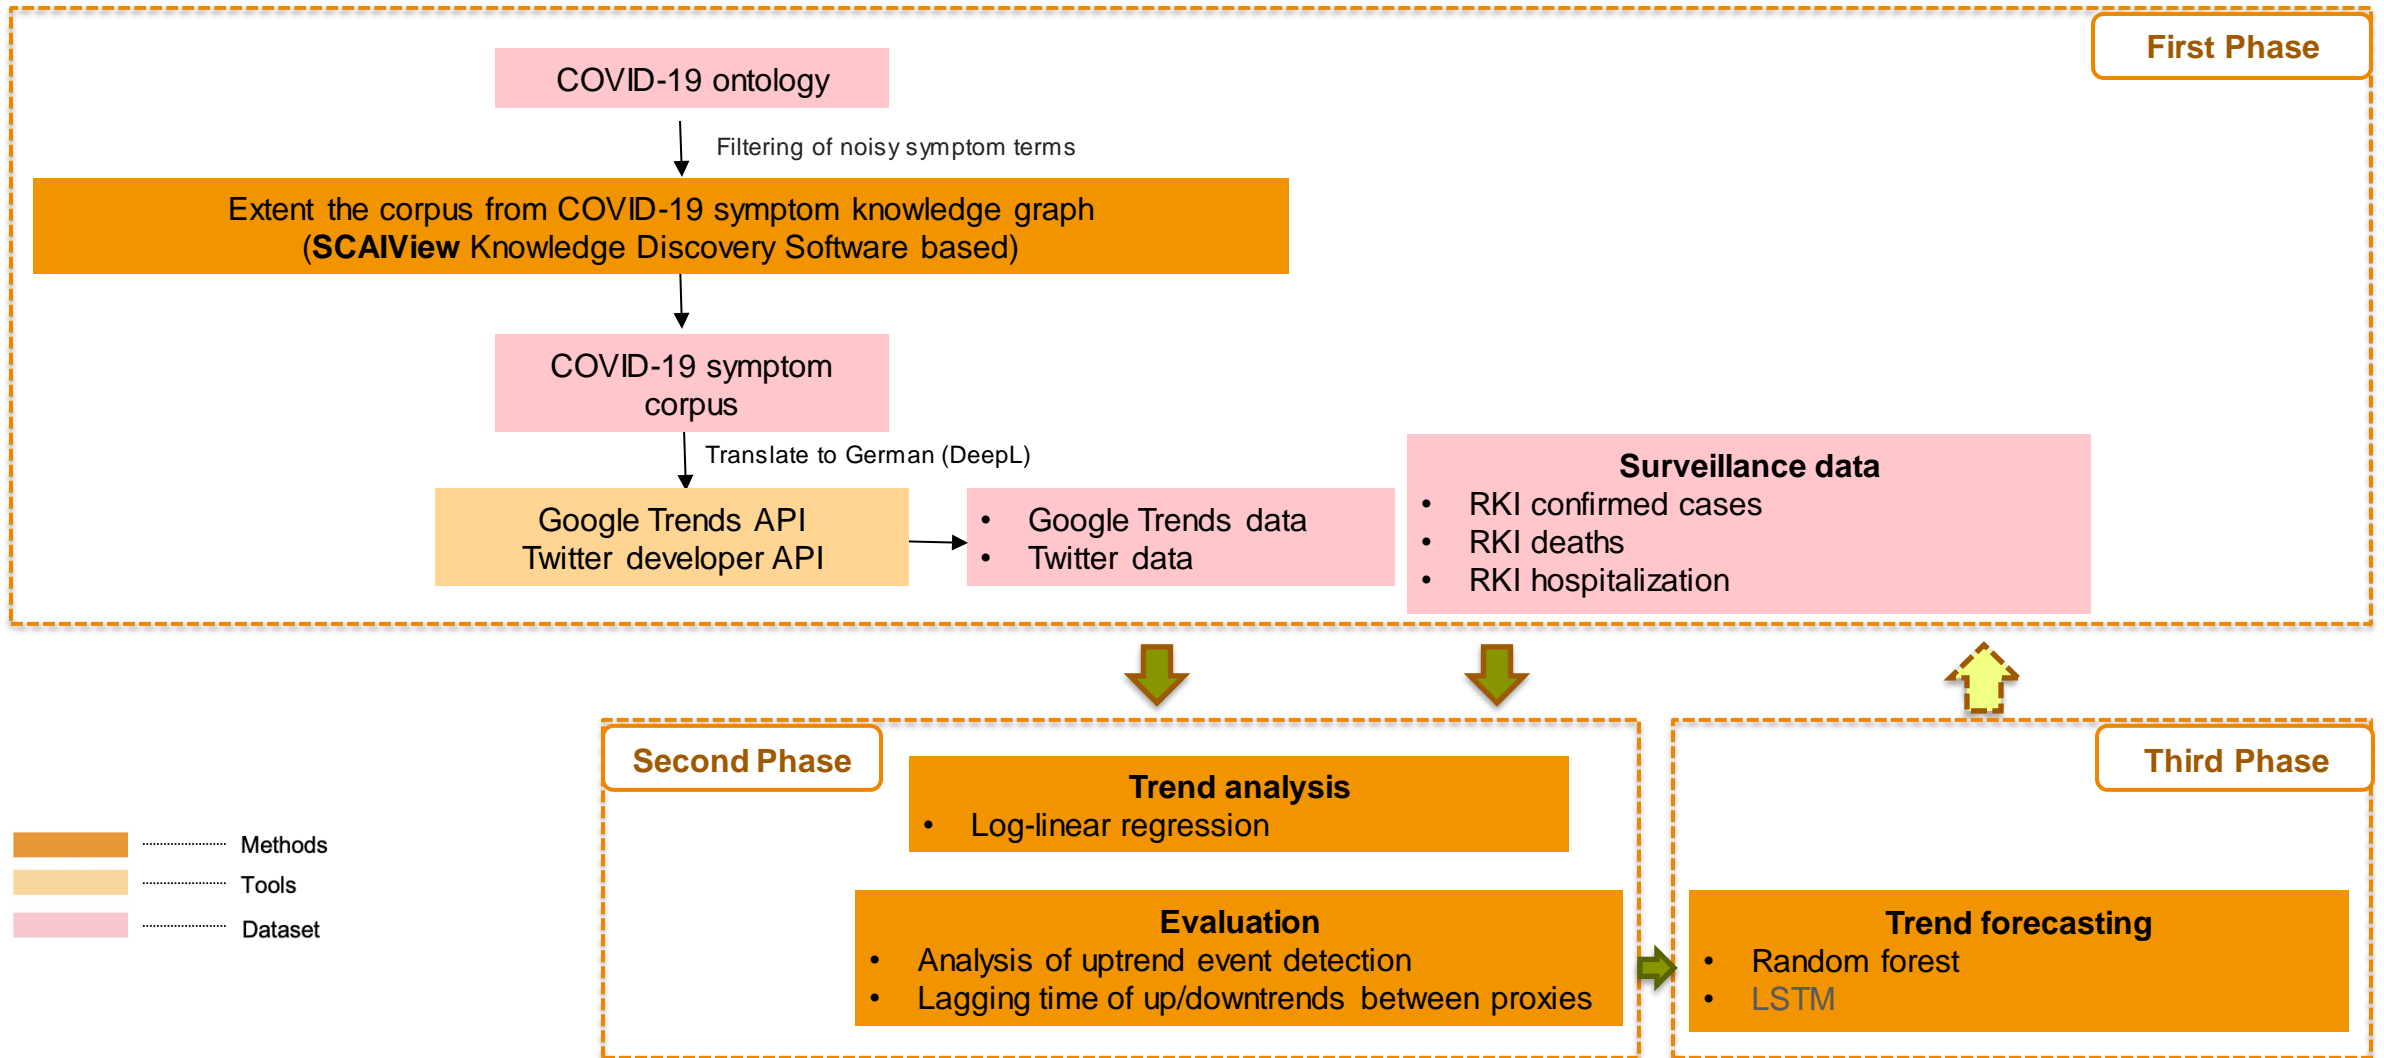 First Phase
COVID-19 ontology
Filtering of noisy symptom terms
Extent the corpus from COVID-19 symptom knowledge graph
(SCAIView Knowledge Discovery Software based)
COVID-19 symptom
corpus
Translate to German (DeepL)
Google Trends API
Twitter developer API
• Google Trends data
• Twitter data
Surveillance data
• RKI confirmed cases
• RKI deaths
• RKI hospitalization
Second Phase
Trend analysis
• Log-linear regression
Evaluation
• Analysis of uptrend event detection
• Lagging time of up/downtrends between proxies
Third Phase
Trend forecasting
• Random forest
• LSTM
Methods
Tools
Dataset